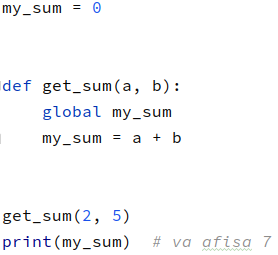 my_sum = 0
def get_sum(a, b):
    global my_sum
    my_sum = a + b
get_sum(2, 5)
print(my_sum)  # va afisa 7